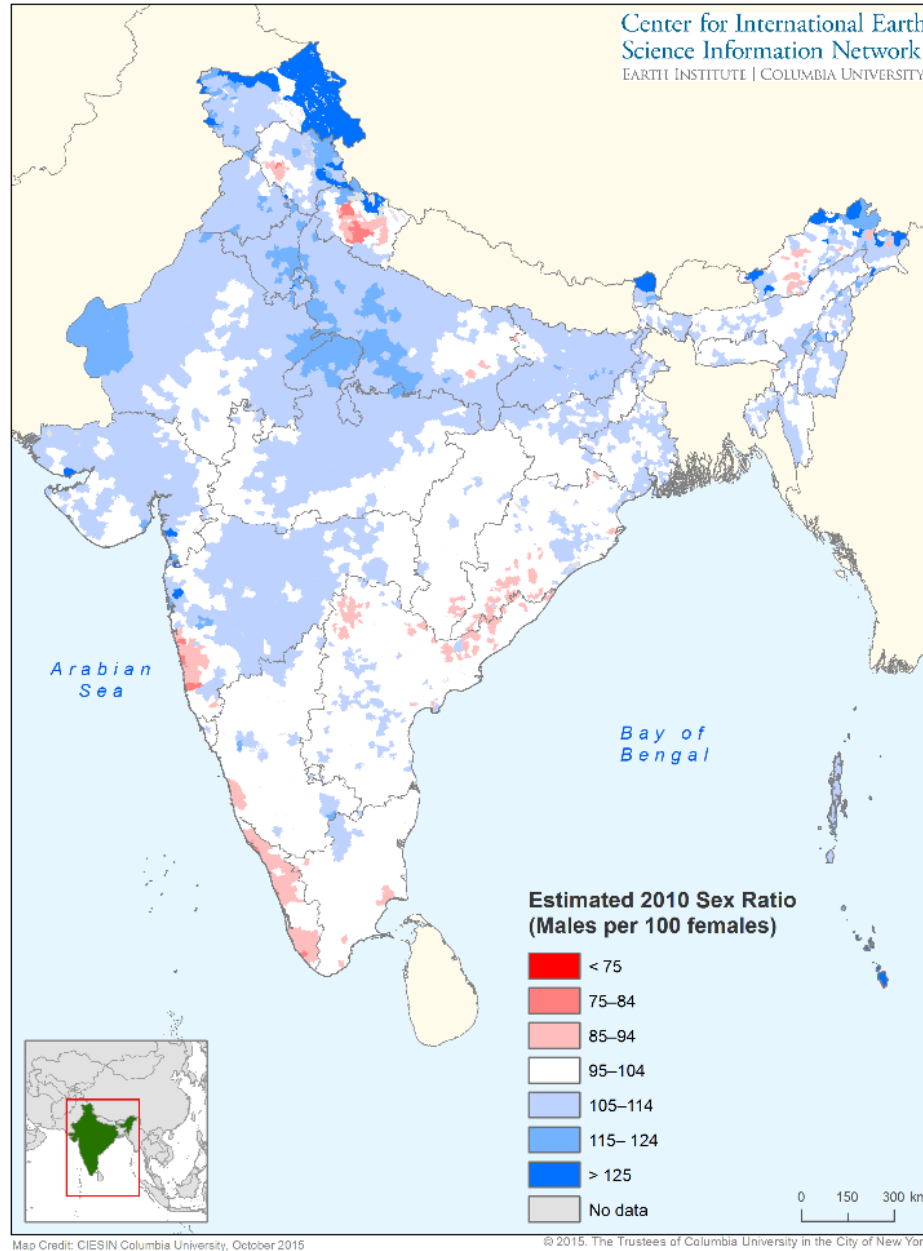 Center for International Earth
Science Information Network
EARTH INSTITUTE | COLUMBIA UNIVERSITY
Arabian
Sea
Bay of
Bengal
Estimated 2010 Sex Ratio
(Males per 100 females)
< 75
75–84
85–94
95–104
105–114
115– 124
> 125
No data
0 150 300 km
Map Credit: CIESIN Columbia University, October 2015
© 2015. The Trustees of Columbia University in the City of New York